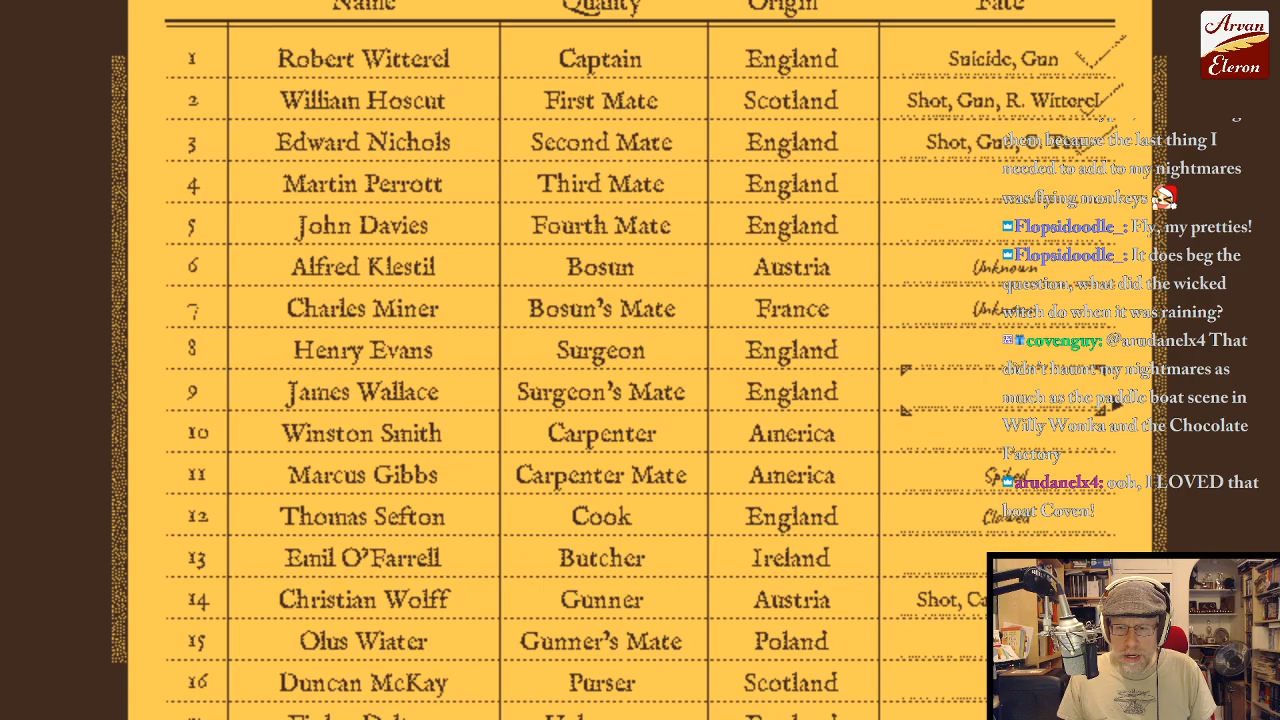 Name Quality Origin Fate
1 Robert Witterel Captain England Suicide, Gun
2 William Hoscut First Mate Scotland Shot, Gun, R. Witterel
3 Edward Nichols Second Mate England Shot,
4 Martin Perrott Third Mate England
5 John Davies Fourth Mate England
6 Alfred Klestil Bosun Austria Unknown
7 Charles Miner Bosun's Mate France
8 Henry Evans Surgeon England
9 James Wallace Surgeon's Mate England
10 Winston Smith Carpenter America
11 Marcus Gibbs Carpenter Mate America Spiked
12 Thomas Sefton Cook England Clawed
13 Emil O'Farrell Butcher Ireland
14 Christian Wolff Gunner Austria Shot,
15 Olus Wiater Gunner's Mate Poland
16 Duncan McKay Purser Scotland
Arvan
Eleron
them because the last thing I
needed to add to my nightmares
was flying monkeys
Flopsidoodle_: Fly, my pretties!
Flopsidoodle_: It does beg the
question, what did the wicked
witch do when it was raining?
covenguy: @arudanelx4 That
didn't haunt my nightmares as
much as the paddle boat scene in
Willy Wonka and the Chocolate
Factory
arudanelx4: ooh, I LOVED that
boat Coven!